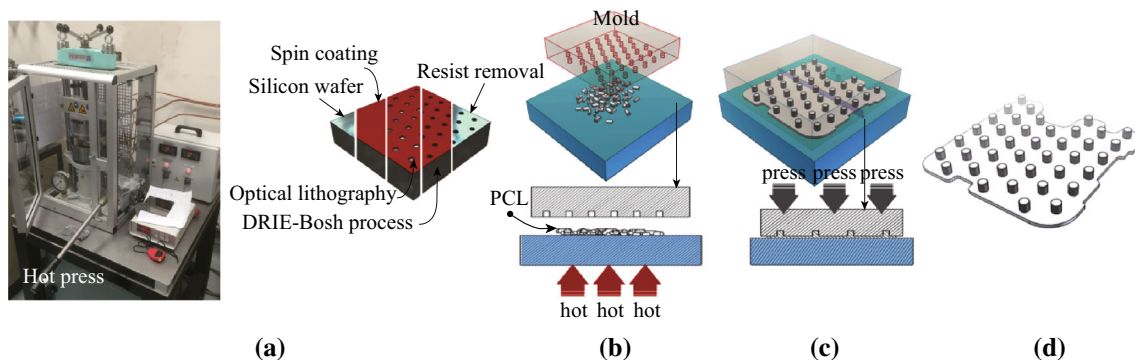 Hot press
Spin coating
Silicon wafer
Resist removal
Optical lithography
DRIE-Bosh process
Mold
PCL
hot hot hot
press press press
(a) (b) (c) (d)